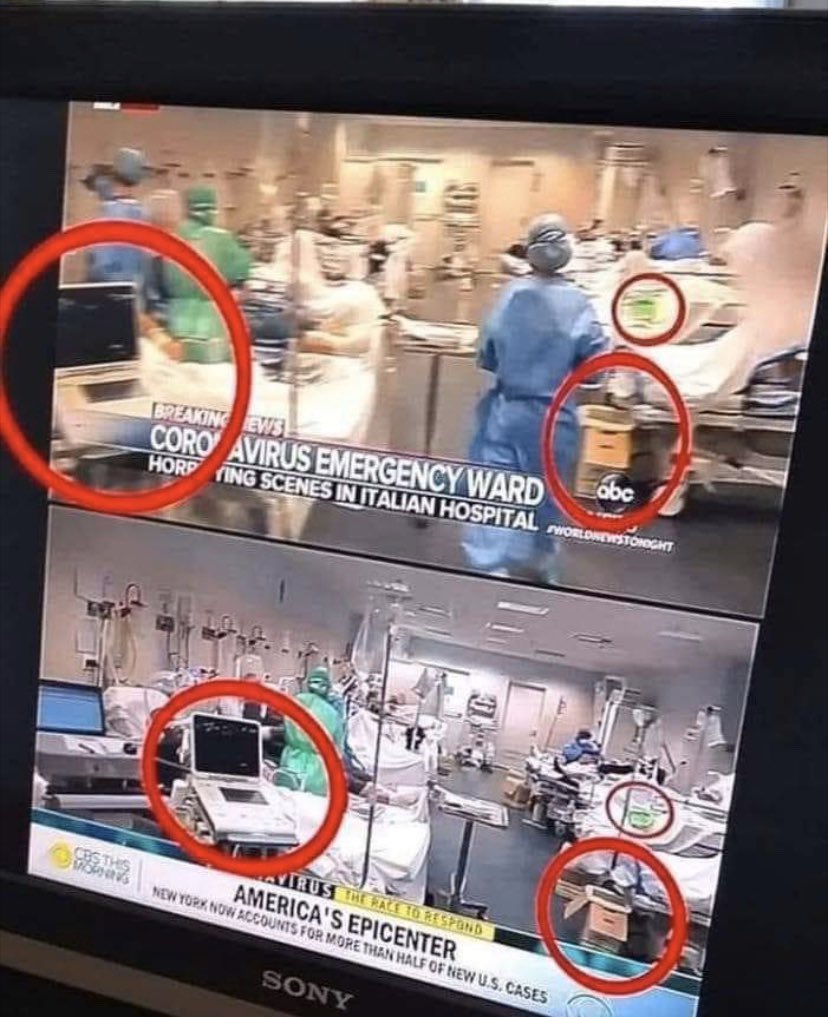 BREAKING NEWS
CORONAVIRUS EMERGENCY WARD
HORRIFYING SCENES IN ITALIAN HOSPITAL
abc
#WORLDNEWSTONIGHT
CBS THIS
MORNING
AVIRUS THE RACE TO RESPOND
AMERICA'S EPICENTER
NEW YORK NOW ACCOUNTS FOR MORE THAN HALF OF NEW U.S. CASES
SONY